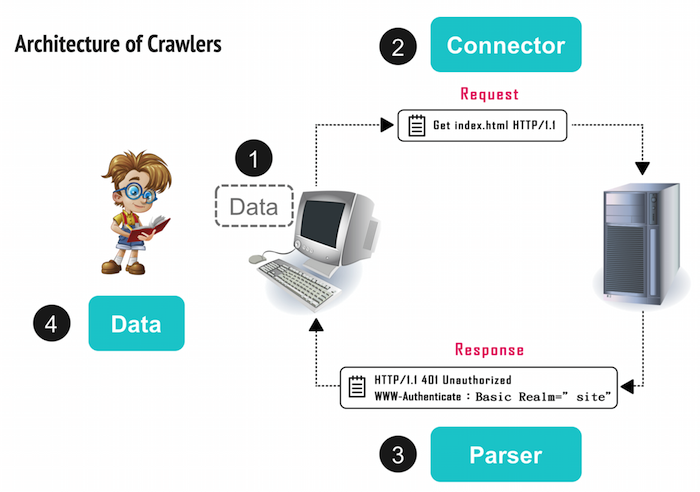 Architecture of Crawlers
2
Connector
Request
Get index.html HTTP/1.1
1
Data
4
Data
Response
HTTP/1.1 401 Unauthorized
WWW-Authenticate : Basic Realm=” site”
3
Parser